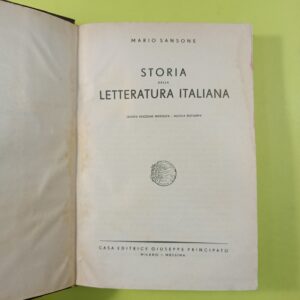 MARIO SANSONE
STORIA
DELLA
LETTERATURA ITALIANA
CASA EDITRICE GIUSEPPE PRINCIPATO
MILANO - MESSINA